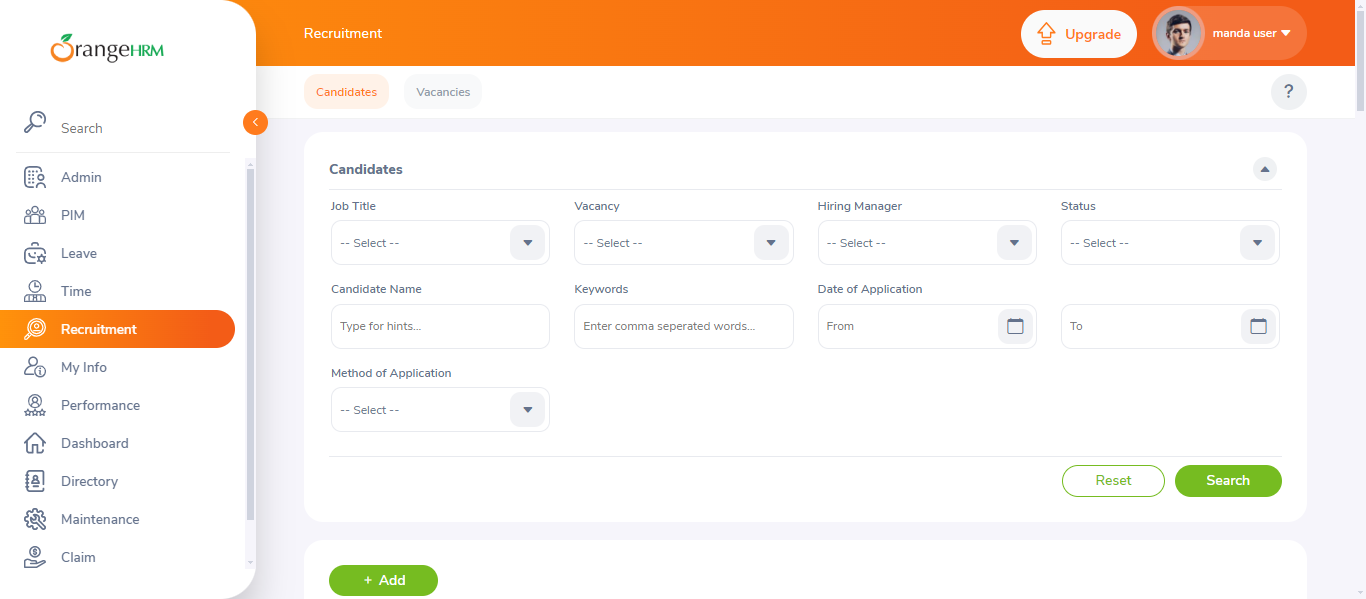 OrangeHRM
Search
Admin
PIM
Leave
Time
Recruitment
My Info
Performance
Dashboard
Directory
Maintenance
Claim
Recruitment
Upgrade
manda user
Candidates
Vacancies
?
Candidates
Job Title
Vacancy
Hiring Manager
Status
-- Select --
-- Select --
-- Select --
-- Select --
Candidate Name
Keywords
Date of Application
Type for hints...
Enter comma seperated words...
From
To
Method of Application
-- Select --
Reset
Search
+ Add